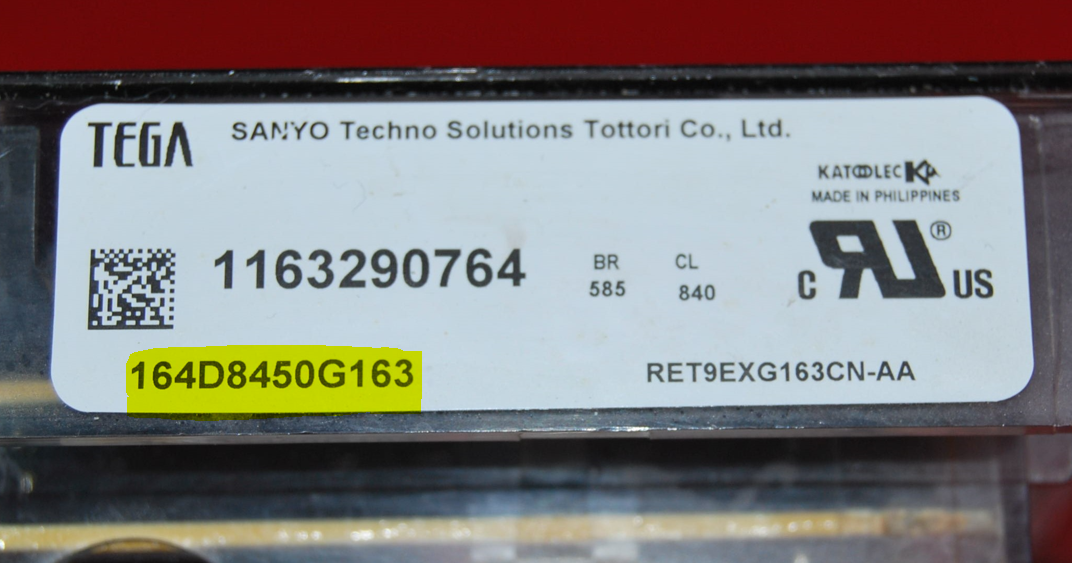 TEGA
SANYO Techno Solutions Tottori Co., Ltd.
KATOOLEC
MADE IN PHILIPPINES
1163290764
BR CL
585 840
C US ®
164D8450G163
RET9EXG163CN-AA